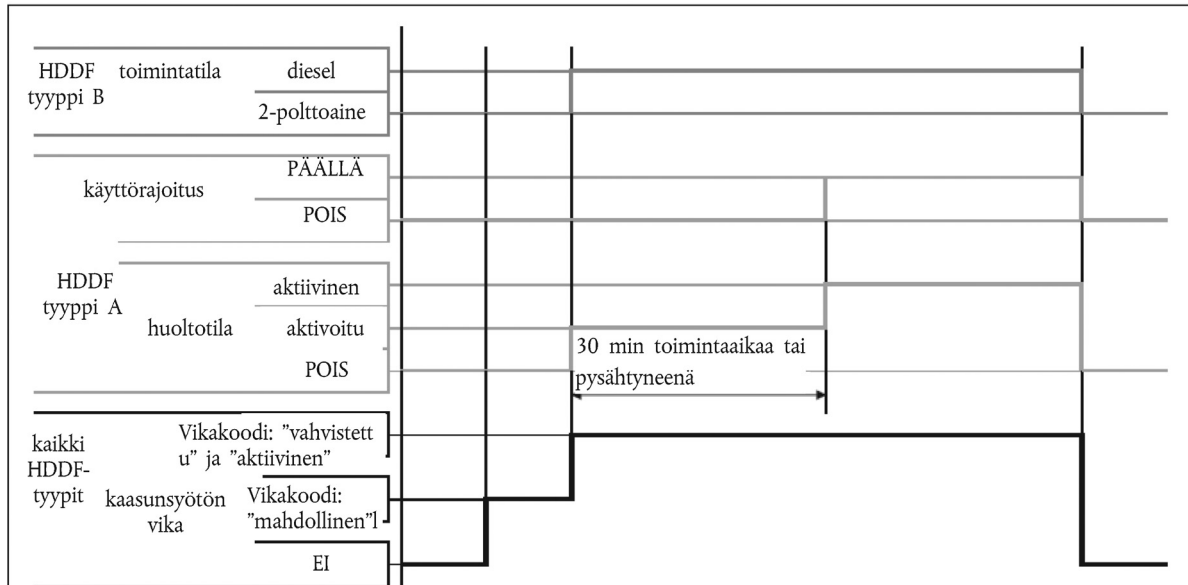 HDDF toimintatila diesel
tyyppi B
2-polttoaine
PÄÄLLÄ
käyttörajoitus
POIS
HDDF
tyyppi A
aktiivinen
huoltotila aktivoitu
POIS
30 min toimintaaikaa tai
pysähtyneenä
kaikki
HDDF-
tyypit
Vikakoodi: ”vahvistett
u” ja ”aktiivinen”
kaasunsyötön
vika
Vikakoodi:
”mahdollinen”l
EI